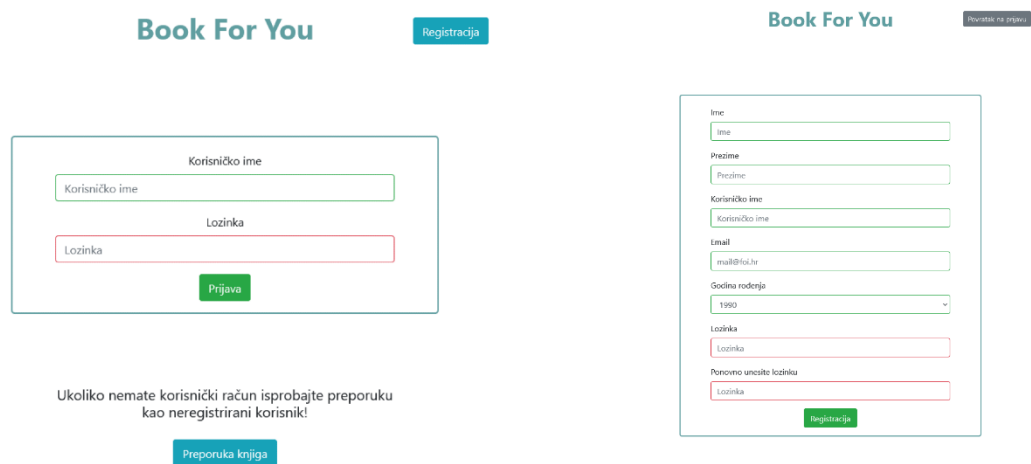 Book For You
Registracija
Korisničko ime
Korisničko ime
Lozinka
Lozinka
Prijava
Ukoliko nemate korisnički račun isprobajte preporuku
kao neregistrirani korisnik!
Preporuka knjiga
Book For You
Povratak na prijavu
Ime
Ime
Prezime
Prezime
Korisničko ime
Korisničko ime
Email
mail@foi.hr
Godina rođenja
1990
Lozinka
Lozinka
Ponovno unesite lozinku
Lozinka
Registracija